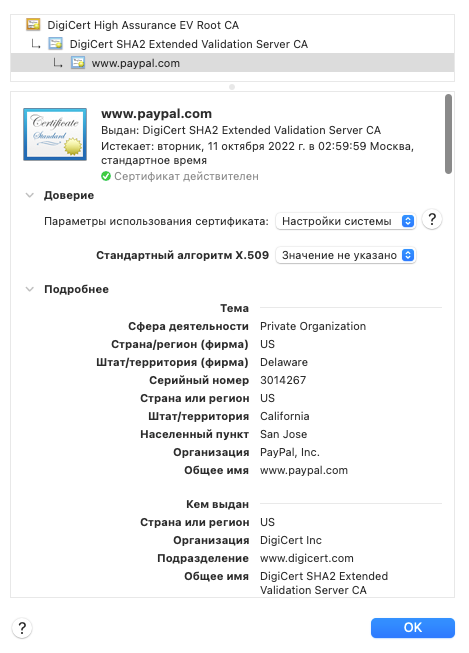 DigiCert High Assurance EV Root CA
DigiCert SHA2 Extended Validation Server CA
www.paypal.com
Certificate
Standard
www.paypal.com
Выдан: DigiCert SHA2 Extended Validation Server CA
Истекает: вторник, 11 октября 2022 г. в 02:59:59 Москва,
стандартное время
Сертификат действителен
Доверие
Параметры использования сертификата: Настройки системы ?
Стандартный алгоритм X.509 Значение не указано
Подробнее
Тема
Сфера деятельности Private Organization
Страна/регион (фирма) US
Штат/территория (фирма) Delaware
Серийный номер 3014267
Страна или регион US
Штат/территория California
Населенный пункт San Jose
Организация PayPal, Inc.
Общее имя www.paypal.com
Кем выдан
Страна или регион US
Организация DigiCert Inc
Подразделение www.digicert.com
Общее имя DigiCert SHA2 Extended
Validation Server CA
? OK